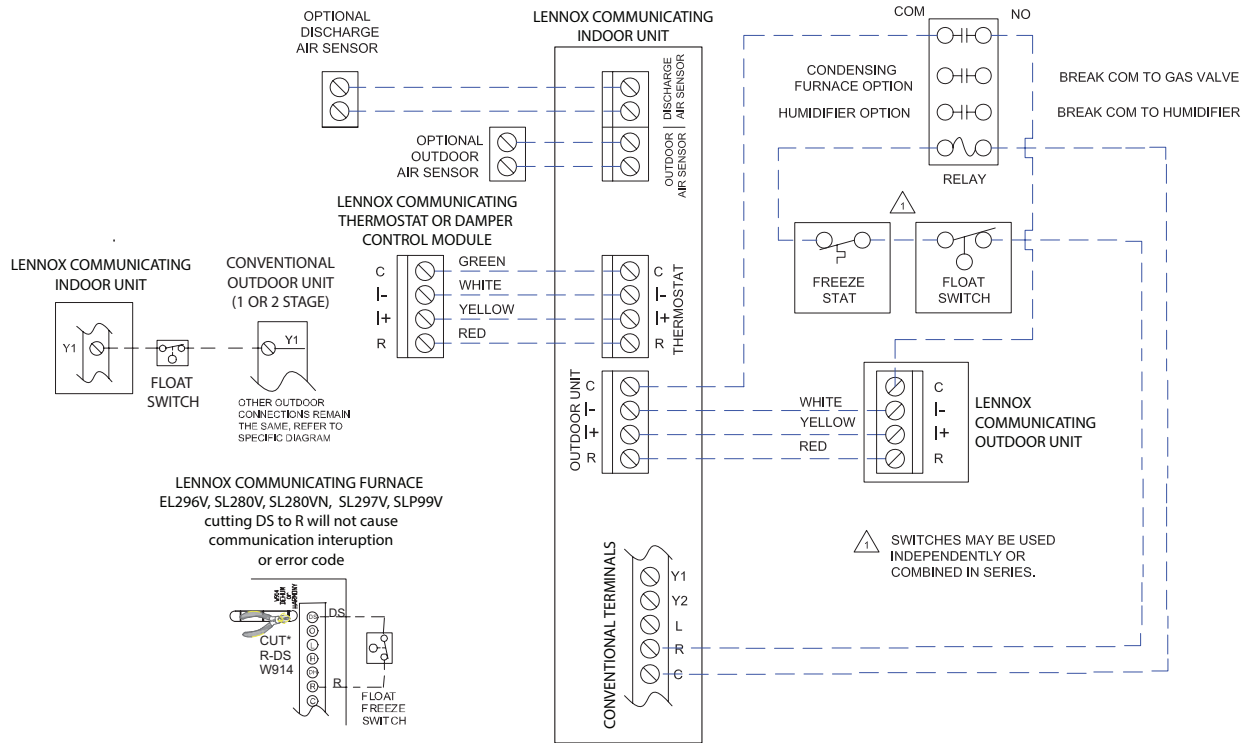 OPTIONAL
DISCHARGE
AIR SENSOR
LENNOX COMMUNICATING
INDOOR UNIT
DISCHARGE
AIR SENSOR
OPTIONAL
OUTDOOR
AIR SENSOR
OUTDOOR
AIR SENSOR
COM
NO
CONDENSING
FURNACE OPTION
BREAK COM TO GAS VALVE
HUMIDIFIER OPTION
BREAK COM TO HUMIDIFIER
RELAY
1
FREEZE
STAT
FLOAT
SWITCH
LENNOX COMMUNICATING
THERMOSTAT OR DAMPER
CONTROL MODULE
C
I-
I+
R
GREEN
WHITE
YELLOW
RED
C
I-
I+
R
THERMOSTAT
LENNOX COMMUNICATING
INDOOR UNIT
Y1
FLOAT
SWITCH
CONVENTIONAL
OUTDOOR UNIT
(1 OR 2 STAGE)
Y1
OTHER OUTDOOR
CONNECTIONS REMAIN
THE SAME, REFER TO
SPECIFIC DIAGRAM
OUTDOOR UNIT
C
I-
I+
R
WHITE
YELLOW
RED
C
I-
I+
R
LENNOX
COMMUNICATING
OUTDOOR UNIT
1
SWITCHES MAY BE USED
INDEPENDENTLY OR
COMBINED IN SERIES.
LENNOX COMMUNICATING FURNACE
EL296V, SL280V, SL280VN, SL297V, SLP99V
cutting DS to R will not cause
communication interuption
or error code
CUT*
R-DS
W914
DS
O
L
H
DH
R
C
DS
R
FLOAT
FREEZE
SWITCH
CONVENTIONAL TERMINALS
Y1
Y2
L
R
C